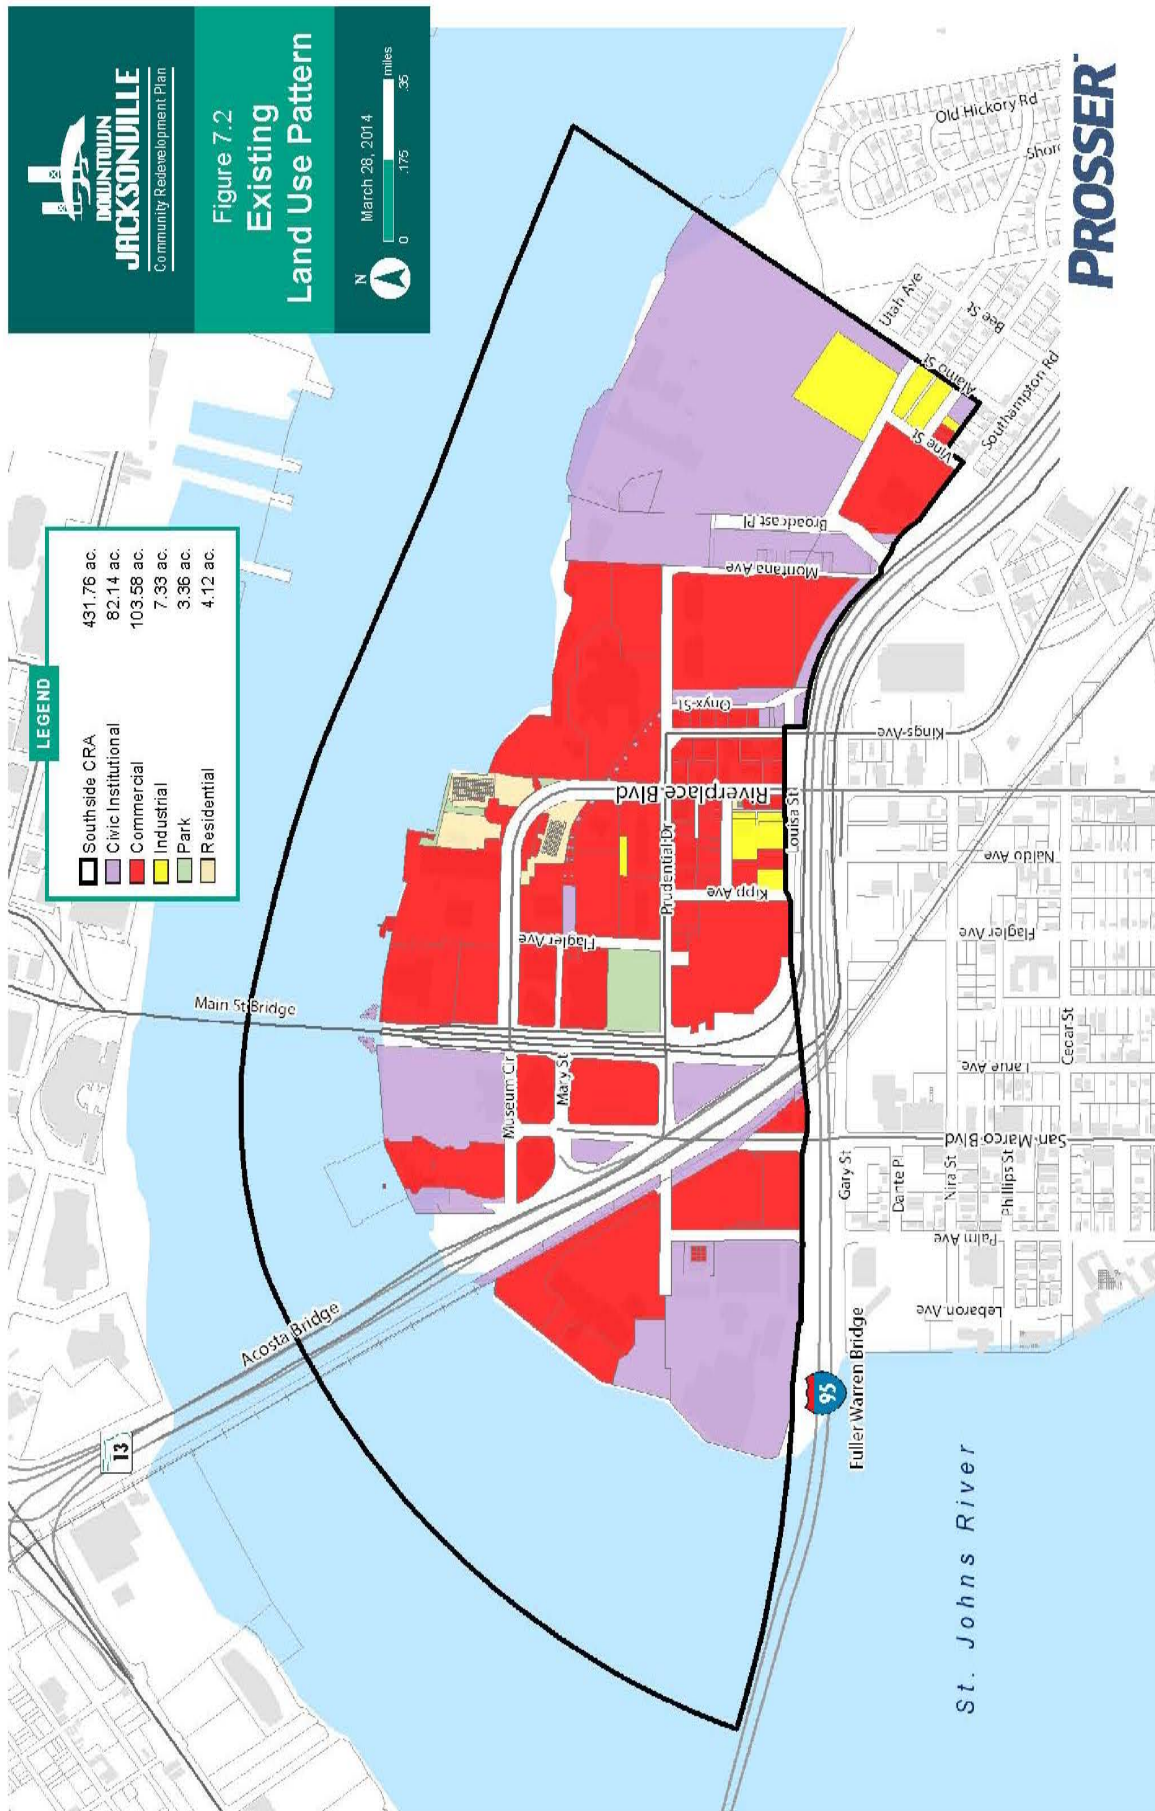 DOWNTOWN
JACKSONVILLE
Community Redevelopment Plan
Figure 7.2
Existing
Land Use Pattern
N
March 28, 2014
0 .175 .35 miles
LEGEND
Southside CRA 431.76 ac.
Civic Institutional 82.14 ac.
Commercial 103.58 ac.
Industrial 7.33 ac.
Park 3.36 ac.
Residential 4.12 ac.
13
Acosta Bridge
Main St Bridge
Museum Cir
Mary St
Flagler Ave
Prudential Dr
Riverplace Blvd
Kipp Ave
Louisa St
Onyx St
Montana Ave
Broadcast Pl
Vine St
Alamo St
Utah Ave
Bee St
Southampton Rd
Old Hickory Rd
Shore
Kings Ave
Naldo Ave
Flagler Ave
Larue Ave
Cedar St
San Marco Blvd
Gary St
Dante Pl
Nira St
Phillips St
Palm Ave
Lebaron Ave
95
Fuller Warren Bridge
St. Johns River
PROSSER